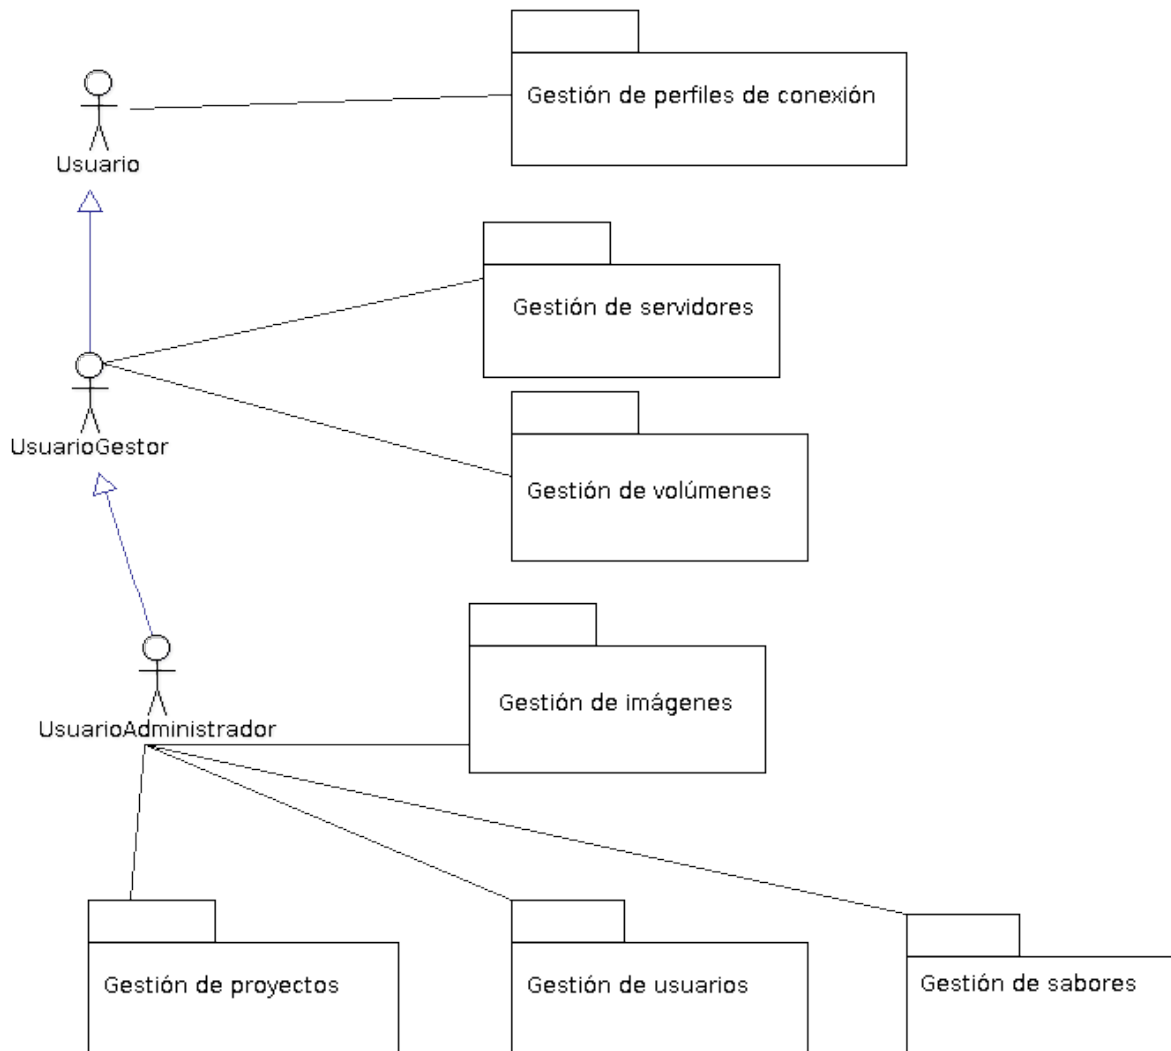 Gestión de perfiles de conexión
Usuario
Gestión de servidores
UsuarioGestor
Gestión de volúmenes
Gestión de imágenes
UsuarioAdministrador
Gestión de proyectos
Gestión de usuarios
Gestión de sabores